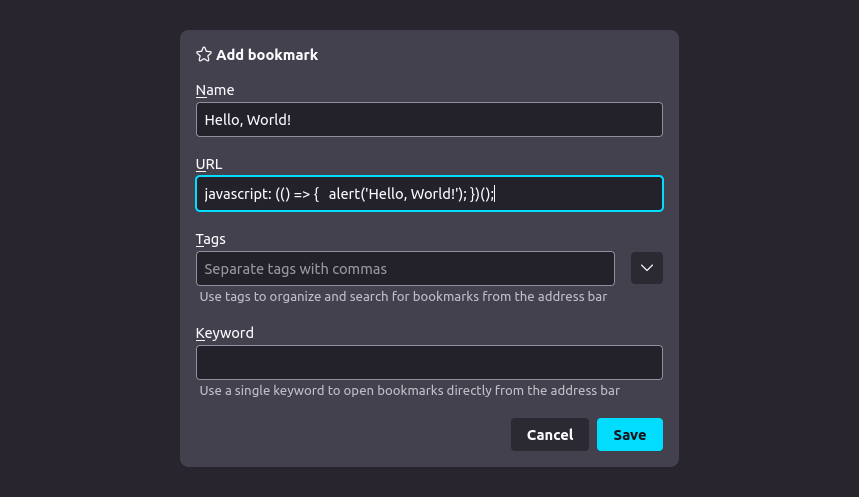 Add bookmark
Name
Hello, World!
URL
javascript: (() => {   alert('Hello, World!'); })();
Tags
Separate tags with commas
Use tags to organize and search for bookmarks from the address bar
Keyword
Use a single keyword to open bookmarks directly from the address bar
Cancel Save